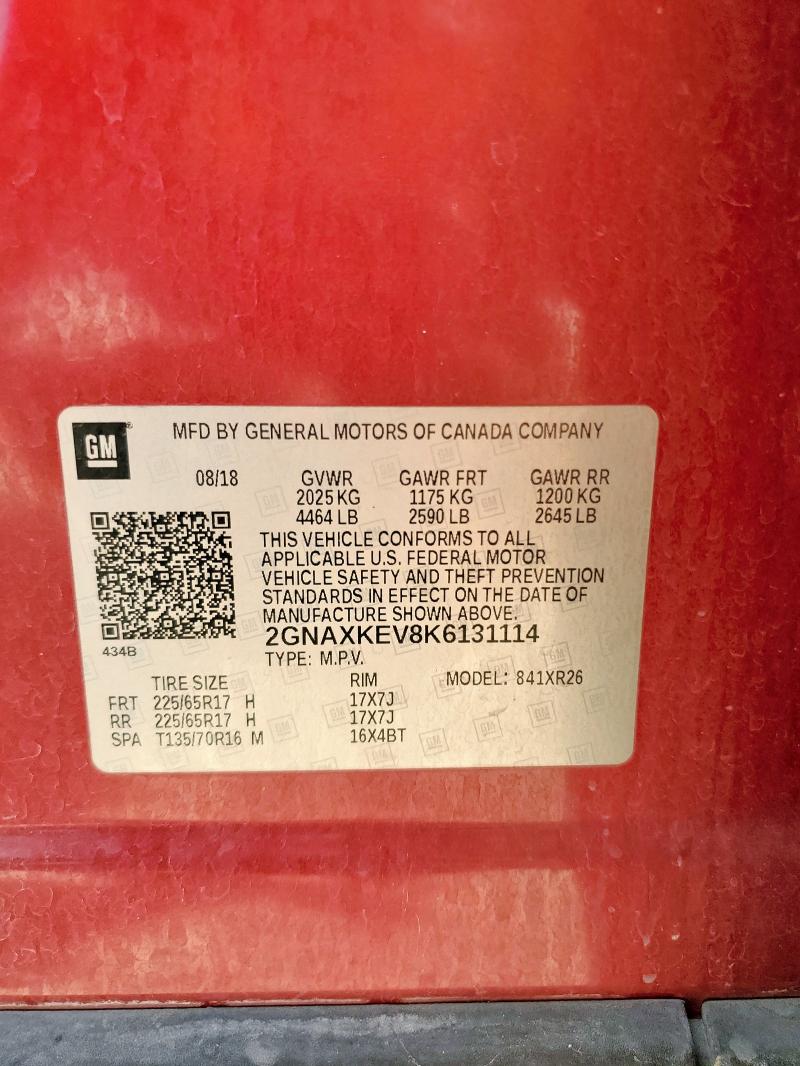 GM
MFD BY GENERAL MOTORS OF CANADA COMPANY
08/18 GVWR GAWR FRT GAWR RR
2025 KG 1175 KG 1200 KG
4464 LB 2590 LB 2645 LB
THIS VEHICLE CONFORMS TO ALL
APPLICABLE U.S. FEDERAL MOTOR
VEHICLE SAFETY AND THEFT PREVENTION
STANDARDS IN EFFECT ON THE DATE OF
MANUFACTURE SHOWN ABOVE.
434B
2GNAXKEV8K6131114
TYPE: M.P.V.
TIRE SIZE RIM MODEL: 841XR26
FRT 225/65R17 H 17X7J
RR 225/65R17 H 17X7J
SPA T135/70R16 M 16X4BT